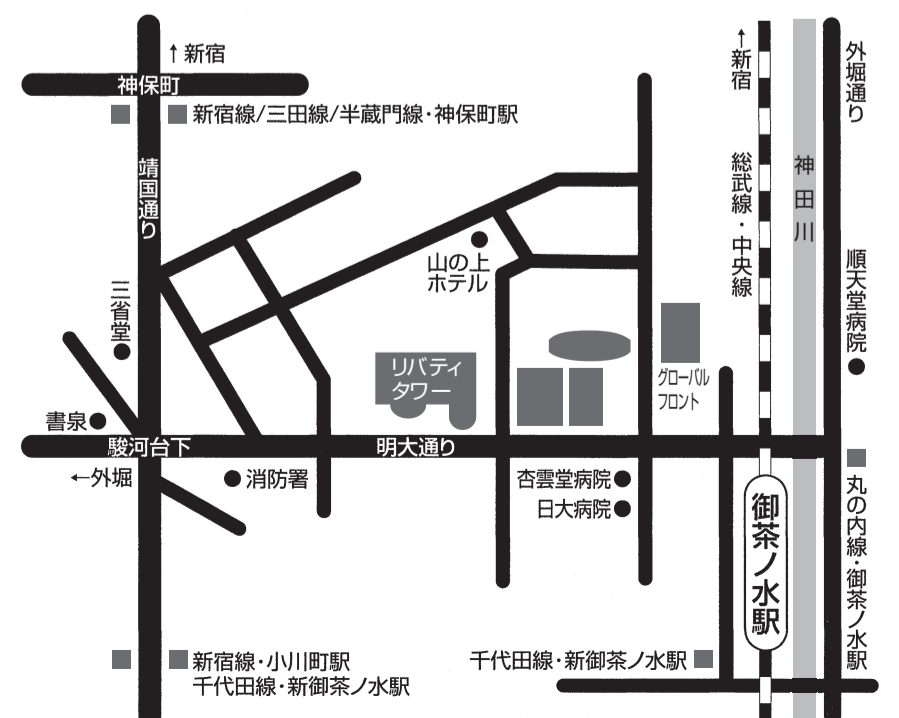 ↑新宿
神保町
新宿線/三田線/半蔵門線・神保町駅
靖国通り
三省堂
書泉
駿河台下
←外堀
消防署
明大通り
山の上
ホテル
リバティ
タワー
グローバル
フロント
杏雲堂病院
日大病院
↑新宿
総武線・中央線
神田川
外堀通り
順天堂病院
御茶ノ水駅
丸の内線・御茶ノ水駅
新宿線・小川町駅
千代田線・新御茶ノ水駅
千代田線・新御茶ノ水駅